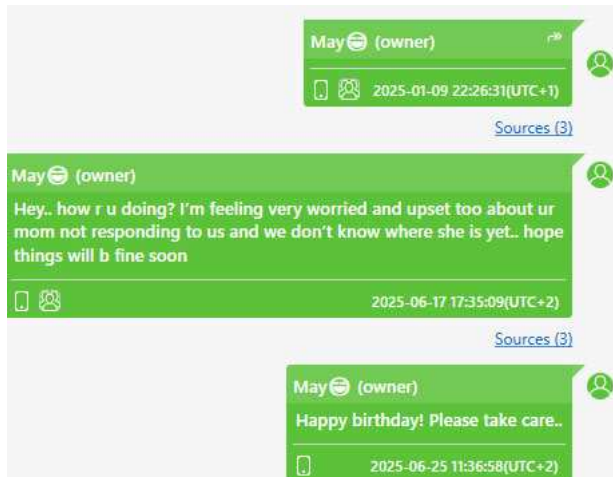 May😁 (owner)
2025-01-09 22:26:31(UTC+1)
Sources (3)
May😁 (owner)
Hey.. how r u doing? I'm feeling very worried and upset too about ur
mom not responding to us and we don't know where she is yet.. hope
things will b fine soon
2025-06-17 17:35:09(UTC+2)
Sources (3)
May😁 (owner)
Happy birthday! Please take care..
2025-06-25 11:36:58(UTC+2)